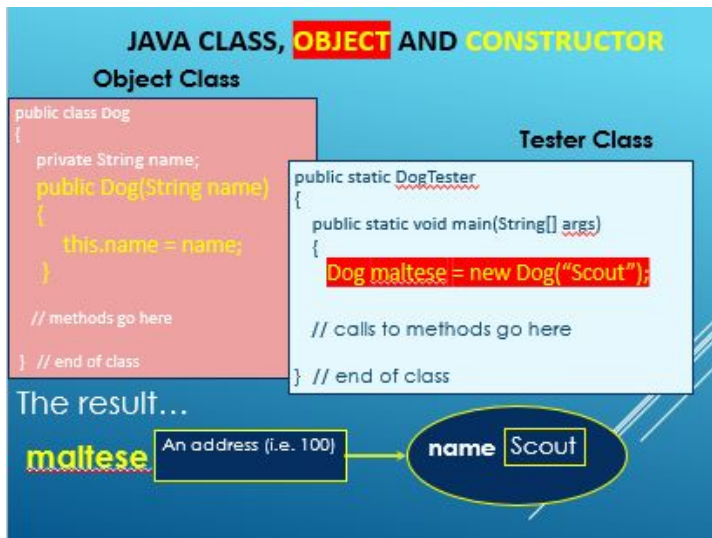 JAVA CLASS, OBJECT AND CONSTRUCTOR
Object Class
public class Dog
{
private String name;
public Dog(String name)
{
this.name = name;
}
// methods go here
} // end of class
Tester Class
public static DogTester
{
public static void main(String[] args)
{
Dog maltese = new Dog(“Scout”);
// calls to methods go here
} // end of class
The result...
maltese An address (i.e. 100)
name Scout